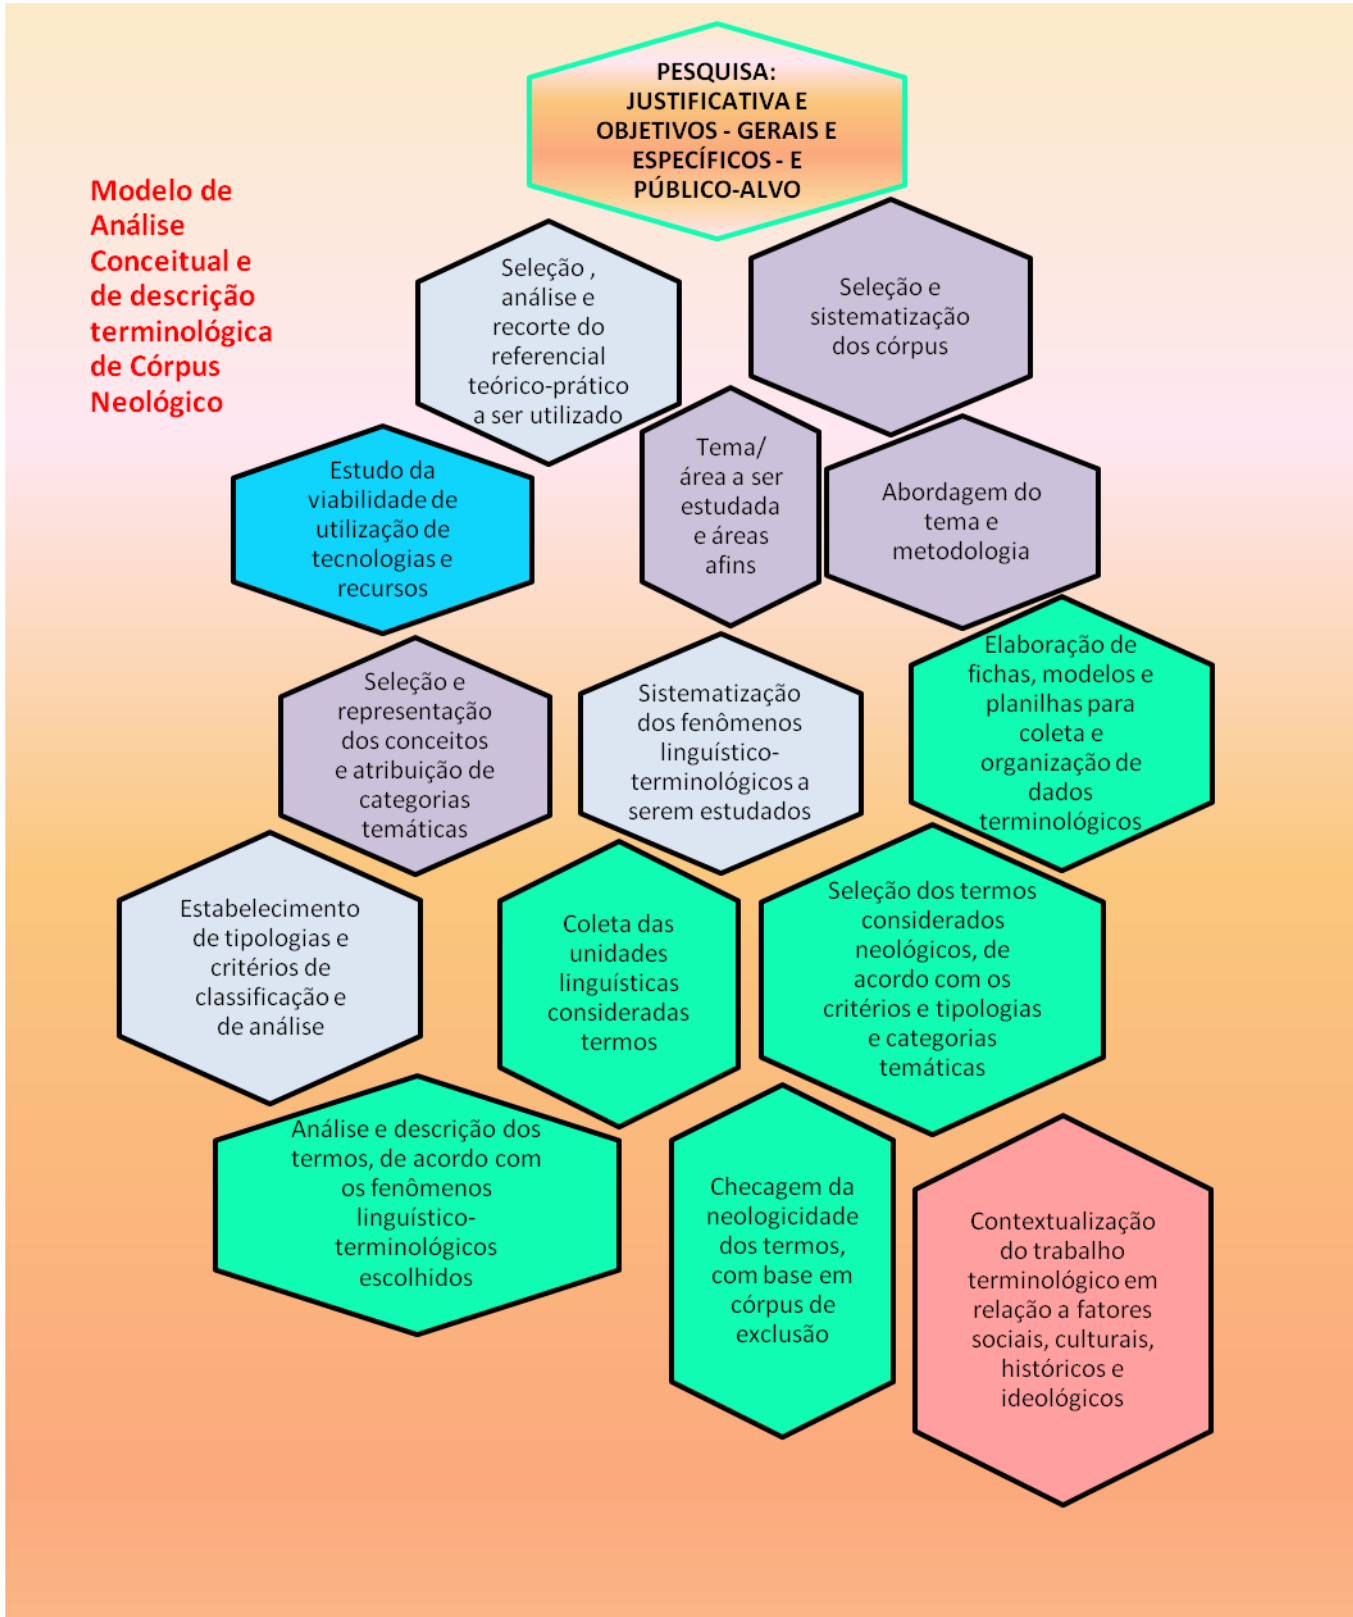 PESQUISA:
JUSTIFICATIVA E
OBJETIVOS - GERAIS E
ESPECÍFICOS - E
PÚBLICO-ALVO
Modelo de
Análise
Conceitual e
de descrição
terminológica
de Córpus
Neológico
Seleção ,
análise e
recorte do
referencial
teórico-prático
a ser utilizado
Seleção e
sistematização
dos córpus
Estudo da
viabilidade de
utilização de
tecnologias e
recursos
Tema/
área a ser
estudada
e áreas
afins
Abordagem do
tema e
metodologia
Seleção e
representação
dos conceitos
e atribuição de
categorias
temáticas
Sistematização
dos fenômenos
linguístico-
terminológicos a
serem estudados
Elaboração de
fichas, modelos e
planilhas para
coleta e
organização de
dados
terminológicos
Estabelecimento
de tipologias e
critérios de
classificação e
de análise
Coleta das
unidades
linguísticas
consideradas
termos
Seleção dos termos
considerados
neológicos, de
acordo com os
critérios e tipologias
e categorias
temáticas
Análise e descrição dos
termos, de acordo com
os fenômenos
linguístico-
terminológicos
escolhidos
Checagem da
neologicidade
dos termos,
com base em
córpus de
exclusão
Contextualização
do trabalho
terminológico em
relação a fatores
sociais, culturais,
históricos e
ideológicos